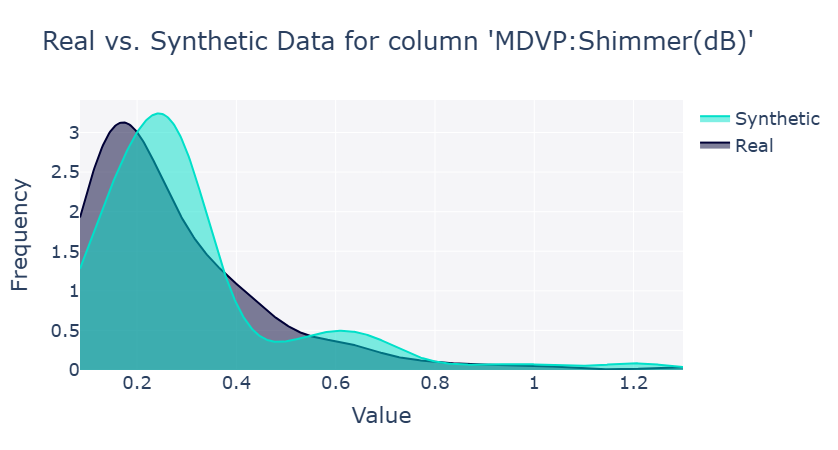 Real vs. Synthetic Data for column 'MDVP:Shimmer(dB)'
Synthetic
Real
Frequency
3
2.5
2
1.5
1
0.5
0
0.2 0.4 0.6 0.8 1 1.2
Value